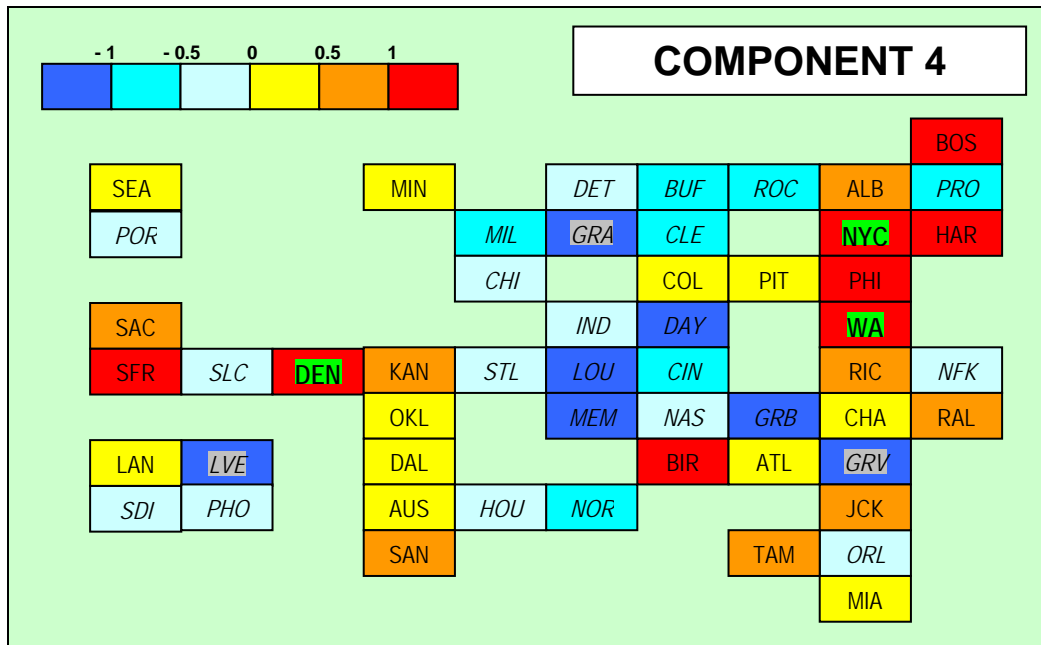 - 1 - 0.5 0 0.5 1
COMPONENT 4
BOS
SEA MIN DET BUF ROC ALB PRO
POR MIL GRA CLE NYC HAR
CHI COL PIT PHI
SAC IND DAY WA
SFR SLC DEN KAN STL LOU CIN RIC NFK
OKL MEM NAS GRB CHA RAL
LAN LVE DAL BIR ATL GRV
SDI PHO AUS HOU NOR JCK
SAN TAM ORL
MIA